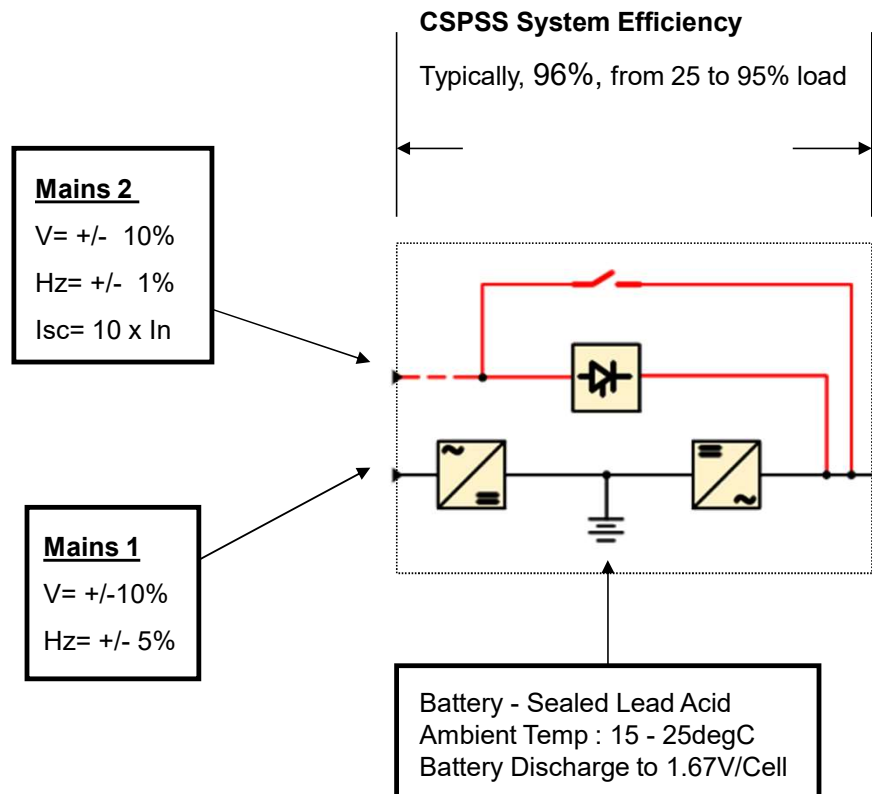 CSPSS System Efficiency
Typically, 96%, from 25 to 95% load
Mains 2
V= +/-  10%
Hz= +/-  1%
Isc= 10 x In
Mains 1
V= +/-10%
Hz= +/- 5%
Battery - Sealed Lead Acid
Ambient Temp : 15 - 25degC
Battery Discharge to 1.67V/Cell